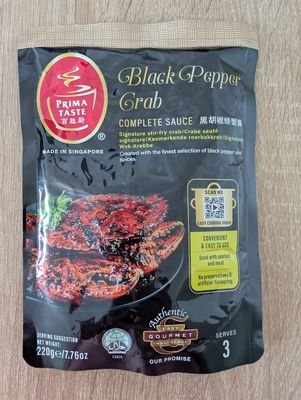 Black Pepper
Crab
PRIMA
TASTE
百胜厨
®
MADE IN SINGAPORE
COMPLETE SAUCE 黑胡椒螃蟹醬
Signature stir-fry crab/Crabe sauté
signature/Kenmerkende roerbakkrab/Signature
Wok-Krabbe
Created with the finest selection of black pepper and
spices.
SCAN ME
EASY COOKING VIDEO
CONVENIENT
& EASY TO USE
Good with seafood
and meat
No preservatives &
artificial flavouring
SERVING SUGGESTION
NET WEIGHT:
220g/7.76oz
Authentic
EASY
GOURMET
OUR PROMISE
SERVES
3